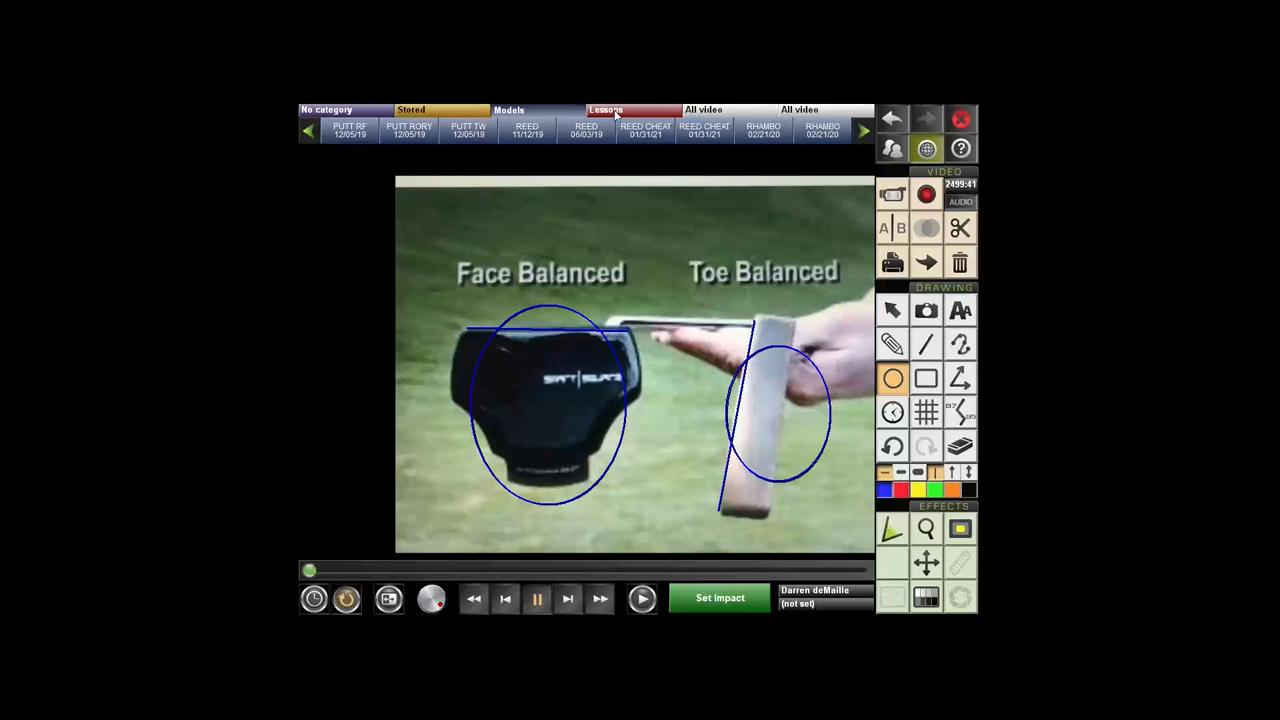 No category Stored Models Lessons All video All video
PUTT RF PUTT RORY PUTT TW REED REED REED CHEAT REED CHEAT RHAMBO RHAMBO
12/05/19 12/05/19 12/05/19 11/12/19 06/03/19 01/31/21 01/31/21 02/21/20 02/21/20
VIDEO
2499:41
AUDIO
A|B
Face Balanced Toe Balanced
DRAWING
AA
EFFECTS
Set Impact
Darren deMaille
(not set)